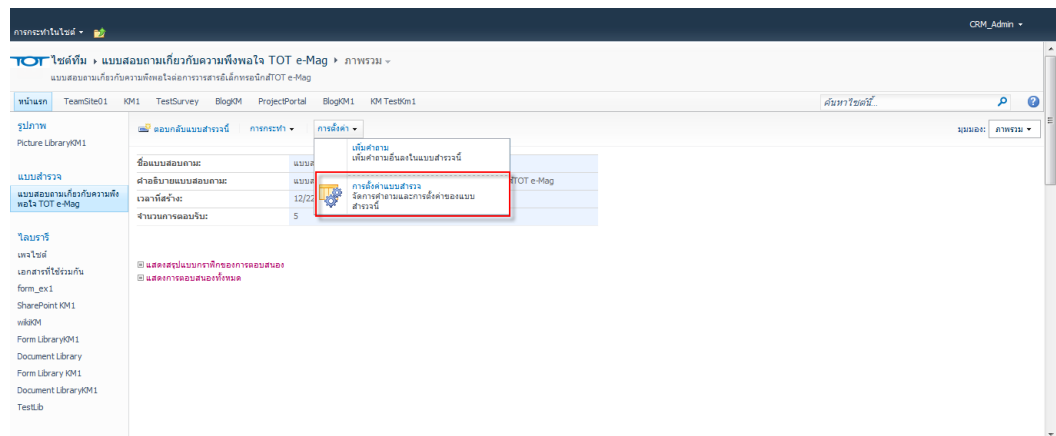 CRM_Admin
การกระทำในไซต์
TOT ไซต์ทีม แบบสอบถามเกี่ยวกับความพึงพอใจ TOT e-Mag ภาพรวม
แบบสอบถามเกี่ยวกับความพึงพอใจต่อการวารสารอิเล็กทรอนิกส์TOT e-Mag
หน้าแรก TeamSite01 KM1 TestSurvey BlogKM ProjectPortal BlogKM1 KM TestKm1 ค้นหาไซต์นี้...
รูปภาพ
Picture LibraryKM1
แบบสำรวจ
แบบสอบถามเกี่ยวกับความพึง
พอใจ TOT e-Mag
ไลบรารี
เพจไซต์
เอกสารที่ใช้ร่วมกัน
form_ex1
SharePoint KM1
wikiKM
Form LibraryKM1
Document Library
Form Library KM1
Document LibraryKM1
TestLib
ตอบกลับแบบสำรวจนี้ การกระทำ การตั้งค่า มุมมอง: ภาพรวม
เพิ่มคำถาม
เพิ่มคำถามอื่นลงในแบบสำรวจนี้
การตั้งค่าแบบสำรวจ
จัดการคำถามและการตั้งค่าของแบบ
สำรวจนี้
ชื่อแบบสอบถาม: แบบส
คำอธิบายแบบสอบถาม: แบบส TOT e-Mag
เวลาที่สร้าง: 12/22
จำนวนการตอบรับ: 5
แสดงสรุปแบบกราฟิกของการตอบสนอง
แสดงการตอบสนองทั้งหมด